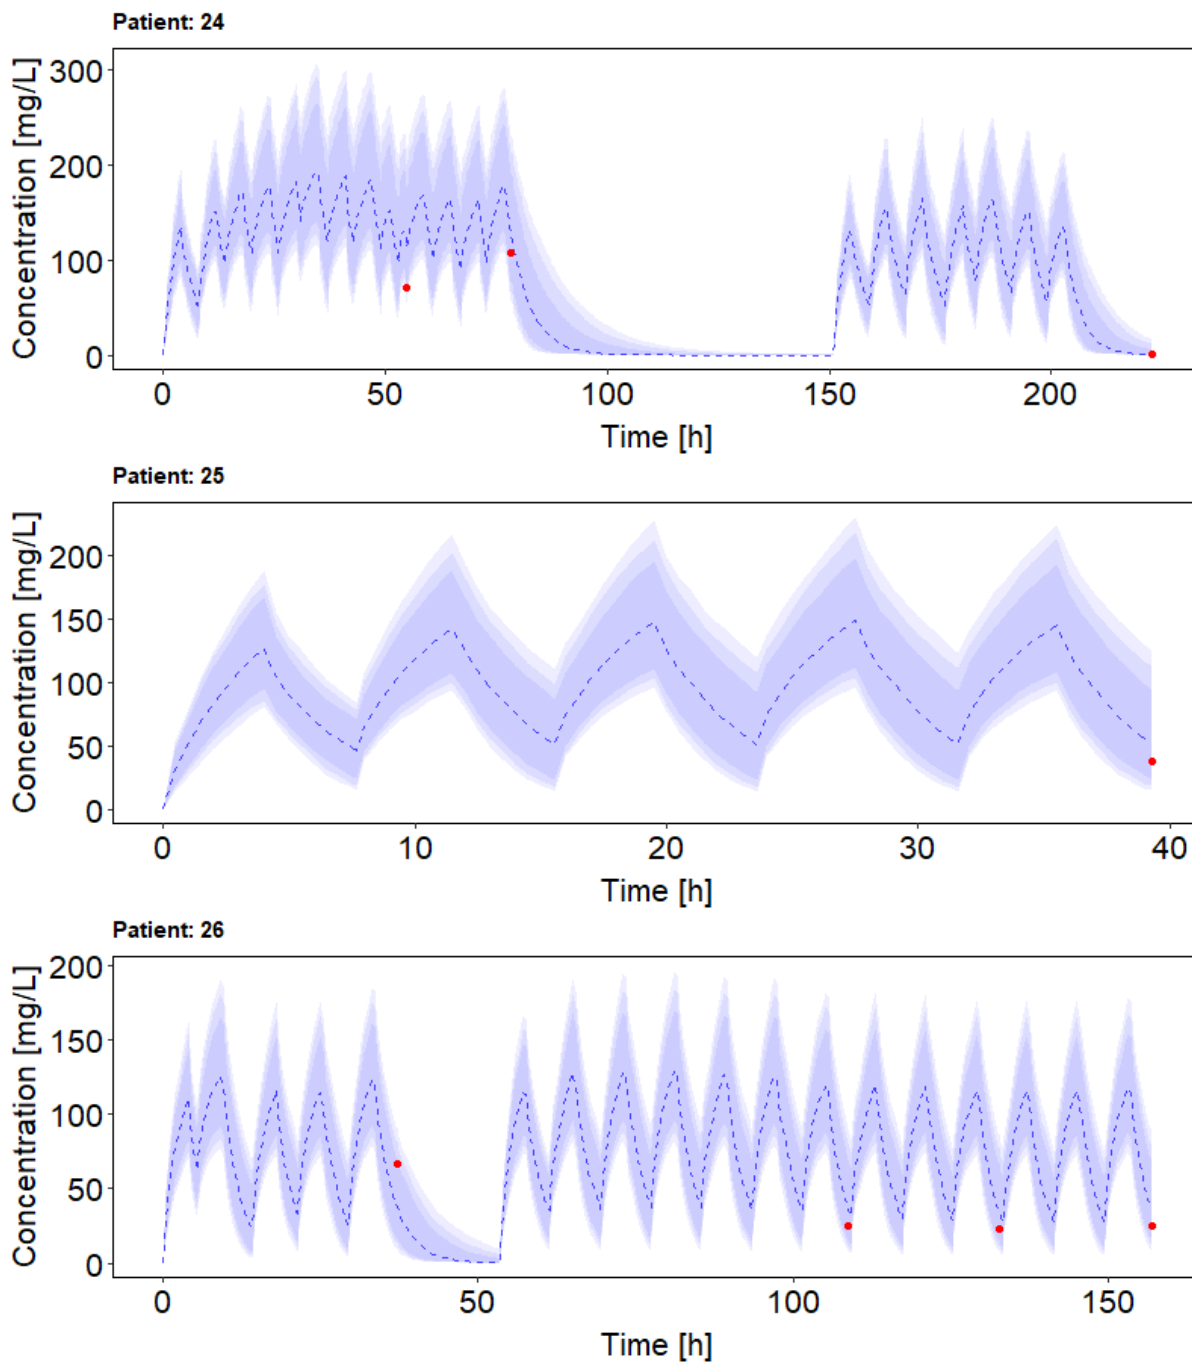 Patient: 24
Concentration [mg/L]
300
200
100
0
0 50 100 150 200
Time [h]
Patient: 25
Concentration [mg/L]
200
150
100
50
0
0 10 20 30 40
Time [h]
Patient: 26
Concentration [mg/L]
200
150
100
50
0
0 50 100 150
Time [h]